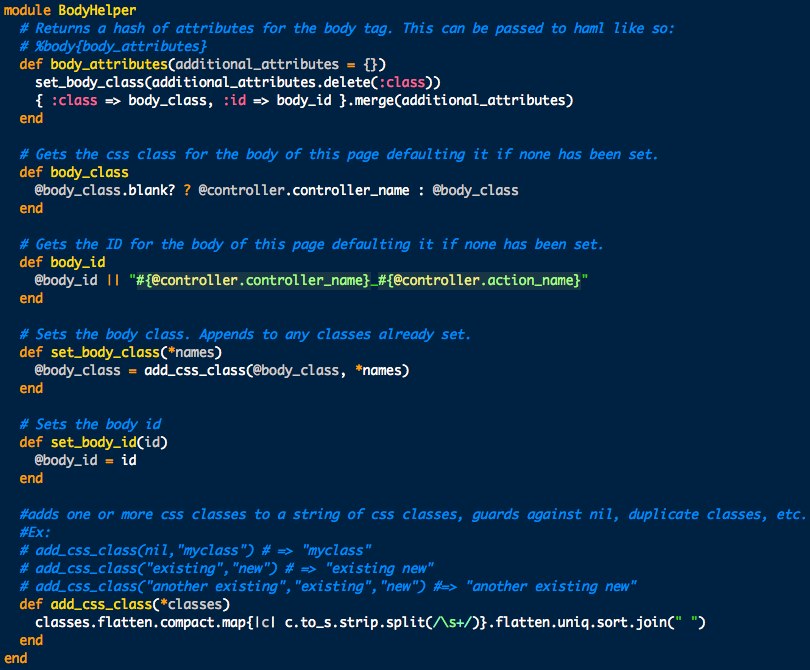 module BodyHelper
  # Returns a hash of attributes for the body tag. This can be passed to haml like so:
  # %body{body_attributes}
  def body_attributes(additional_attributes = {})
    set_body_class(additional_attributes.delete(:class))
    { :class => body_class, :id => body_id }.merge(additional_attributes)
  end
  # Gets the css class for the body of this page defaulting it if none has been set.
  def body_class
    @body_class.blank? ? @controller.controller_name : @body_class
  end
  # Gets the ID for the body of this page defaulting it if none has been set.
  def body_id
    @body_id || "#{@controller.controller_name}_#{@controller.action_name}"
  end
  # Sets the body class. Appends to any classes already set.
  def set_body_class(*names)
    @body_class = add_css_class(@body_class, *names)
  end
  # Sets the body id
  def set_body_id(id)
    @body_id = id
  end
  #adds one or more css classes to a string of css classes, guards against nil, duplicate classes, etc.
  #Ex:
  # add_css_class(nil,"myclass") # => "myclass"
  # add_css_class("existing","new") # => "existing new"
  # add_css_class("another existing","existing","new") #=> "another existing new"
  def add_css_class(*classes)
    classes.flatten.compact.map{|c| c.to_s.strip.split(/\s+/)}.flatten.uniq.sort.join(" ")
  end
end